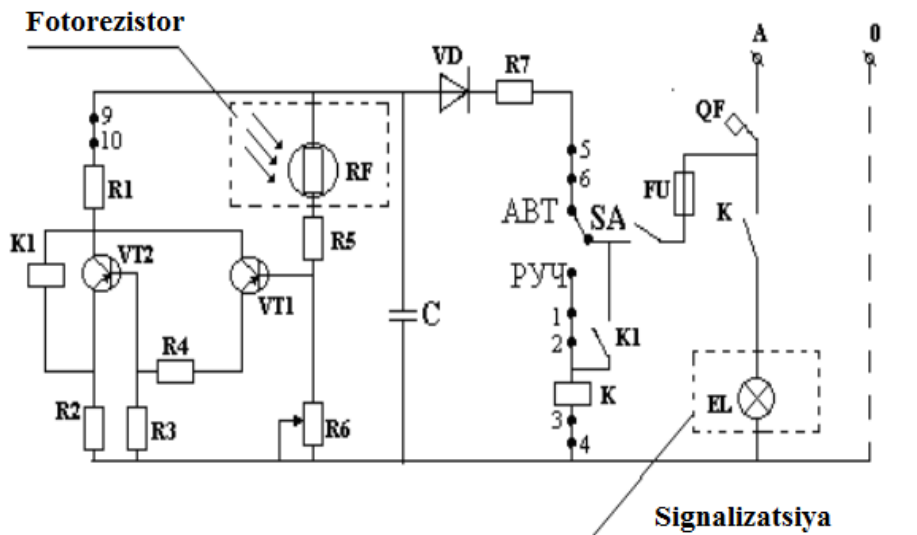 Fotorezistor
A
0
VD
R7
QF
9
10
5
6
RF
R1
FU
АВТ
SA
K
K1
VT2
R5
VT1
РУЧ
C
1
2
K1
R4
K
EL
R2
R3
R6
3
4
Signalizatsiya